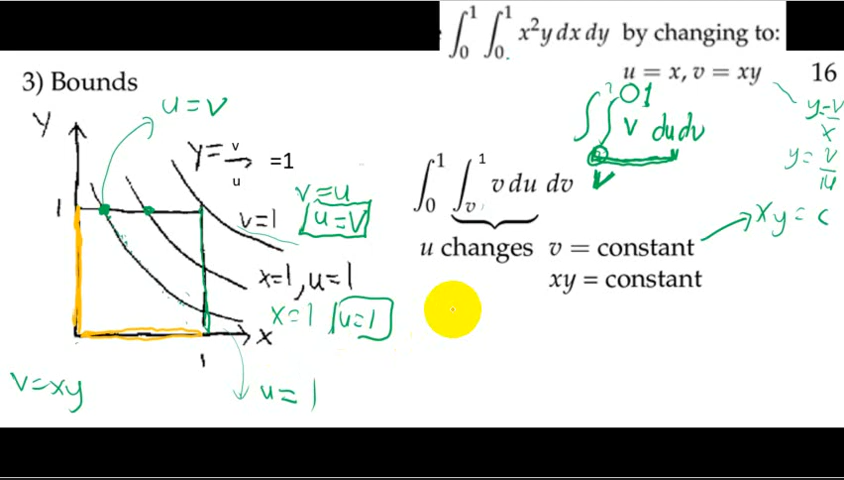 ∫₀¹ ∫₀¹ x²y dx dy by changing to:
u = x, v = xy
16
3) Bounds
u=v
y
y = v/u = 1
1
v=u
u=v
v=1
x=1, u=1
x=1 u=1
x
1
v=xy
u=1
∫∫ v du dv
v
y=v/x
y=v/u
∫₀¹ ∫ᵥ¹ v du dv
xy = c
u changes v = constant
xy = constant